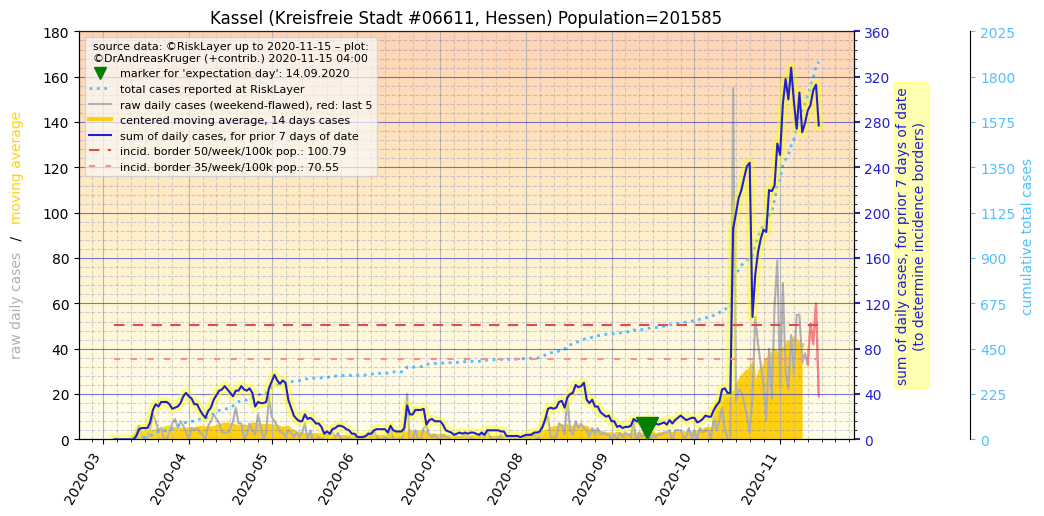 Kassel (Kreisfreie Stadt #06611, Hessen) Population=201585
source data: ©RiskLayer up to 2020-11-15 – plot:
©DrAndreasKruger (+contrib.) 2020-11-15 04:00
marker for 'expectation day': 14.09.2020
total cases reported at RiskLayer
raw daily cases (weekend-flawed), red: last 5
centered moving average, 14 days cases
sum of daily cases, for prior 7 days of date
incid. border 50/week/100k pop.: 100.79
incid. border 35/week/100k pop.: 70.55
raw daily cases / moving average
180
160
140
120
100
80
60
40
20
0
360
320
280
240
200
160
120
80
40
0
sum of daily cases, for prior 7 days of date
(to determine incidence borders)
2025
1800
1575
1350
1125
900
675
450
225
0
cumulative total cases
2020-03
2020-04
2020-05
2020-06
2020-07
2020-08
2020-09
2020-10
2020-11